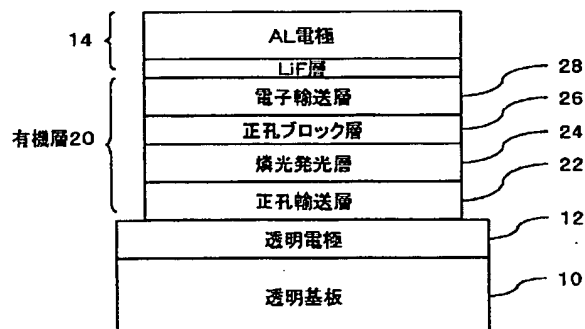 14
AL電極
LiF層
有機層20
電子輸送層
28
正孔ブロック層
26
燐光発光層
24
正孔輸送層
22
透明電極
12
透明基板
10